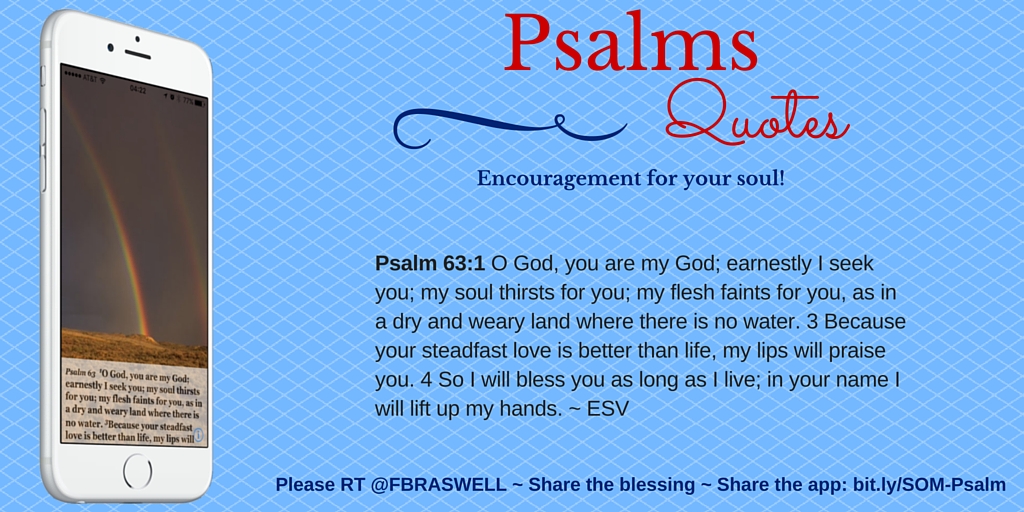 Psalms
Quotes
Encouragement for your soul!
Psalm 63:1 O God, you are my God; earnestly I seek
you; my soul thirsts for you; my flesh faints for you, as in
a dry and weary land where there is no water. 3 Because
your steadfast love is better than life, my lips will praise
you. 4 So I will bless you as long as I live; in your name I
will lift up my hands. ~ ESV
Please RT @FBRASWELL ~ Share the blessing ~ Share the app: bit.ly/SOM-Psalm
AT&T
04:22
77%
Psalm 63 ¹O God, you are my God;
earnestly I seek you; my soul thirsts
for you; my flesh faints for you, as in
a dry and weary land where there is
no water. ³Because your steadfast
love is better than life, my lips will